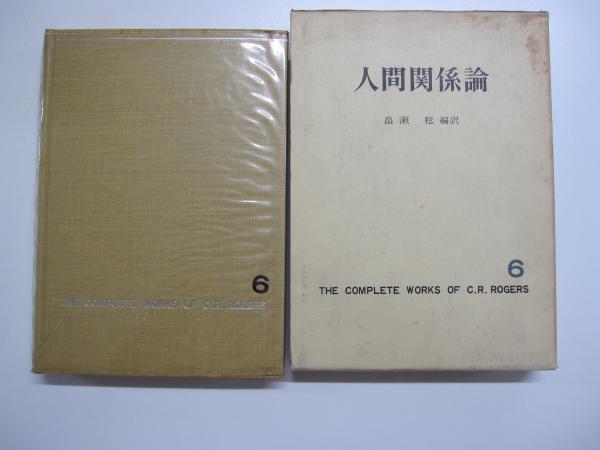 6
THE COMPLETE WORKS OF C.R. ROGERS
人間関係論
畠瀬 稔 編訳
6
THE COMPLETE WORKS OF C.R. ROGERS